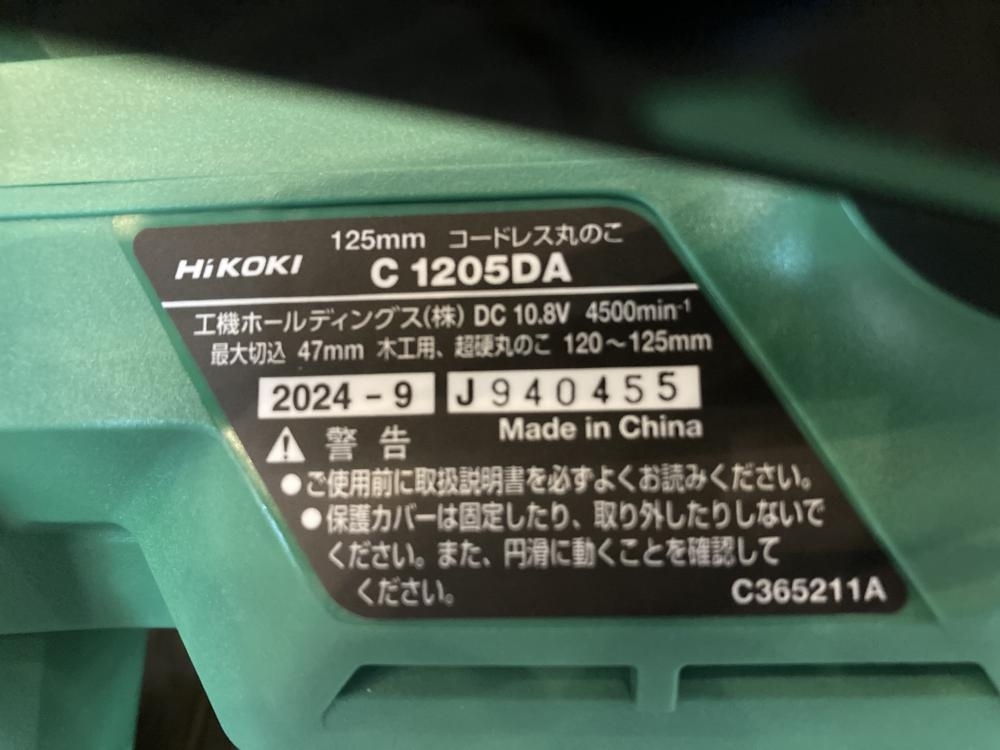 125mm コードレス丸のこ
HiKOKI C 1205DA
工機ホールディングス(株) DC 10.8V 4500min⁻¹
最大切込 47mm 木工用、超硬丸のこ 120～125mm
2024 - 9 J940455
Made in China
警告
●ご使用前に取扱説明書を必ずよくお読みください。
●保護カバーは固定したり、取り外したりしないで
ください。また、円滑に動くことを確認して
ください。
C365211A